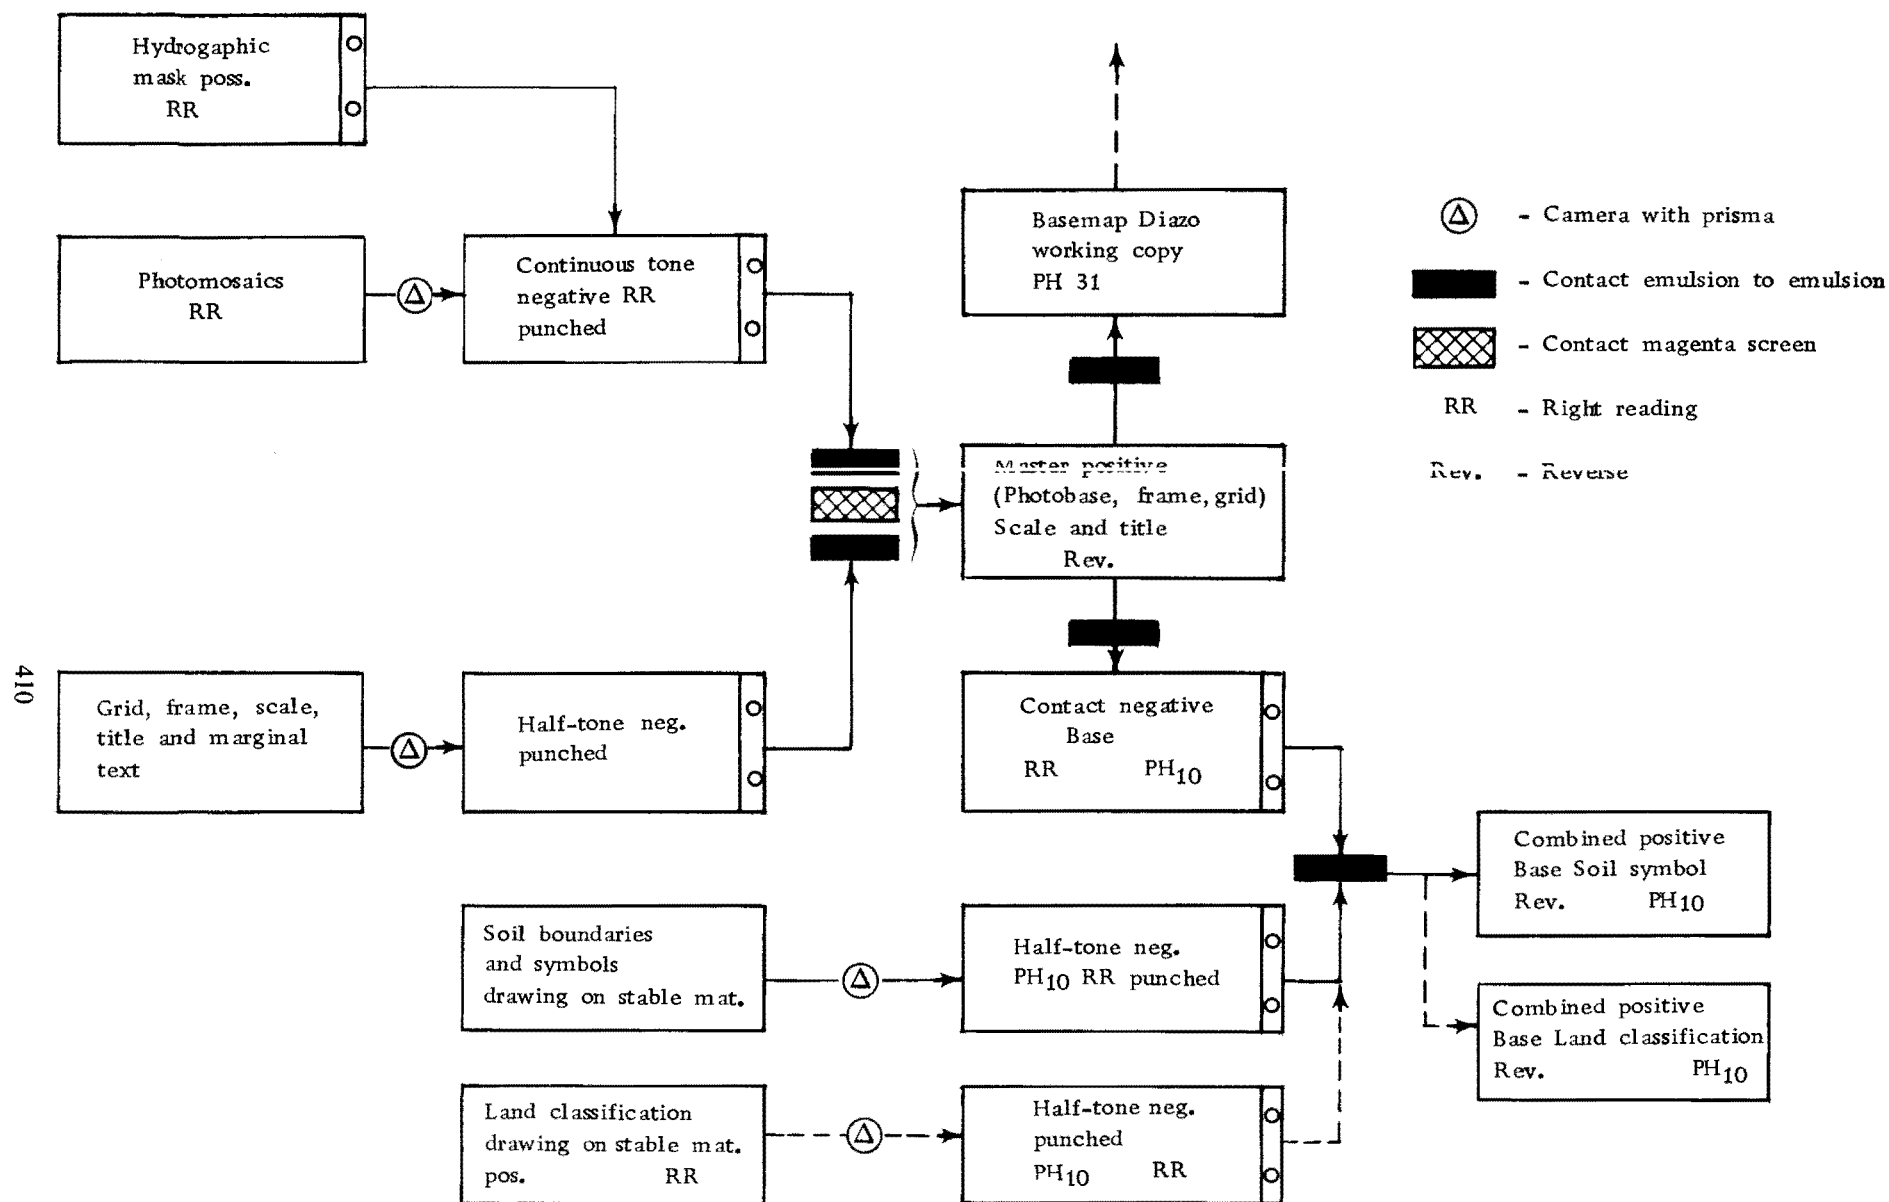 Hydrogaphic
mask poss.
RR
Photomosaics
RR
Continuous tone
negative RR
punched
Basemap Diazo
working copy
PH 31
Δ - Camera with prisma
- Contact emulsion to emulsion
- Contact magenta screen
RR - Right reading
Rev. - Reverse
Master positive
(Photobase, frame, grid)
Scale and title
Rev.
410
Grid, frame, scale,
title and marginal
text
Half-tone neg.
punched
Contact negative
Base
RR PH10
Soil boundaries
and symbols
drawing on stable mat.
Half-tone neg.
PH10 RR punched
Combined positive
Base Soil symbol
Rev. PH10
Combined positive
Base Land classification
Rev. PH10
Land classification
drawing on stable mat.
pos. RR
Half-tone neg.
punched
PH10 RR